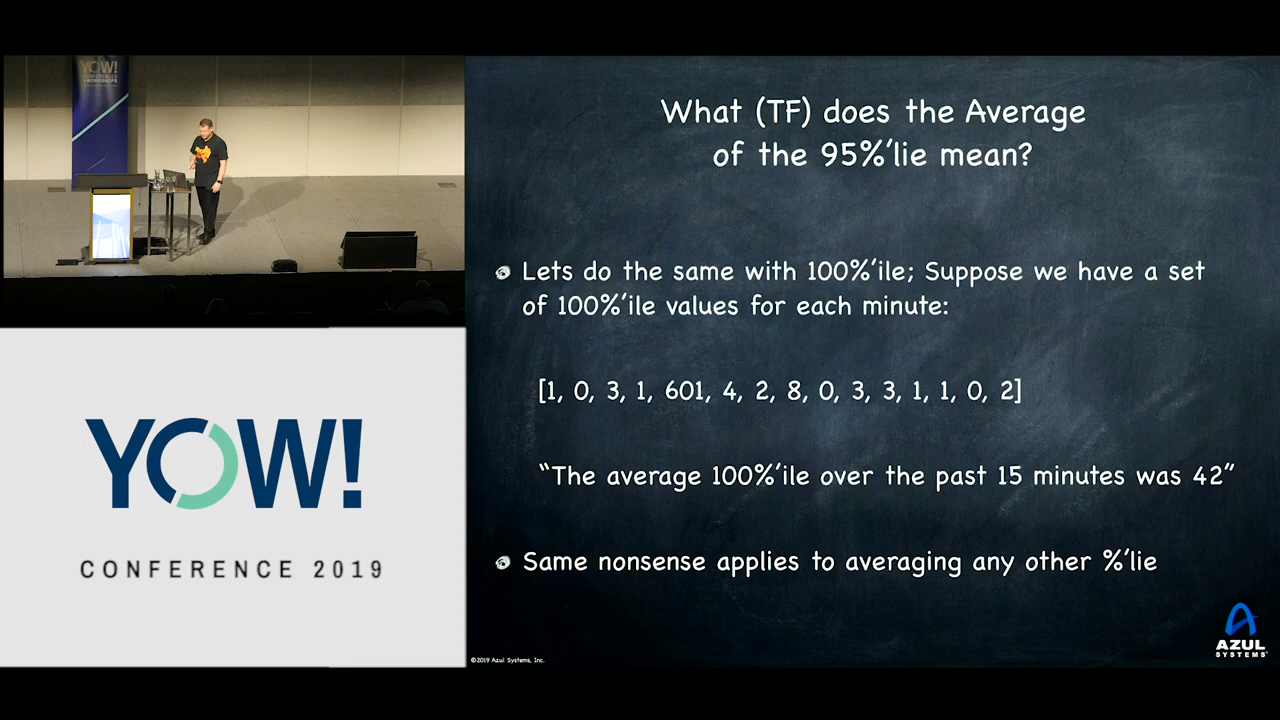 YOW!
What (TF) does the Average
of the 95%'lie mean?
Lets do the same with 100%'ile; Suppose we have a set
of 100%'ile values for each minute:
[1, 0, 3, 1, 601, 4, 2, 8, 0, 3, 3, 1, 1, 0, 2]
“The average 100%'ile over the past 15 minutes was 42”
Same nonsense applies to averaging any other %'lie
YOW!
CONFERENCE 2019
AZUL
SYSTEMS
©2019 Azul Systems, Inc.